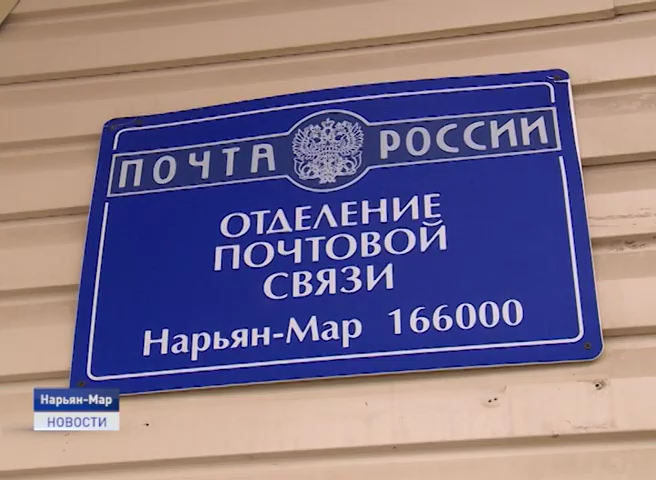 ПОЧТА РОССИИ
ОТДЕЛЕНИЕ
ПОЧТОВОЙ
СВЯЗИ
Нарьян-Мар 166000
Нарьян-Мар
НОВОСТИ